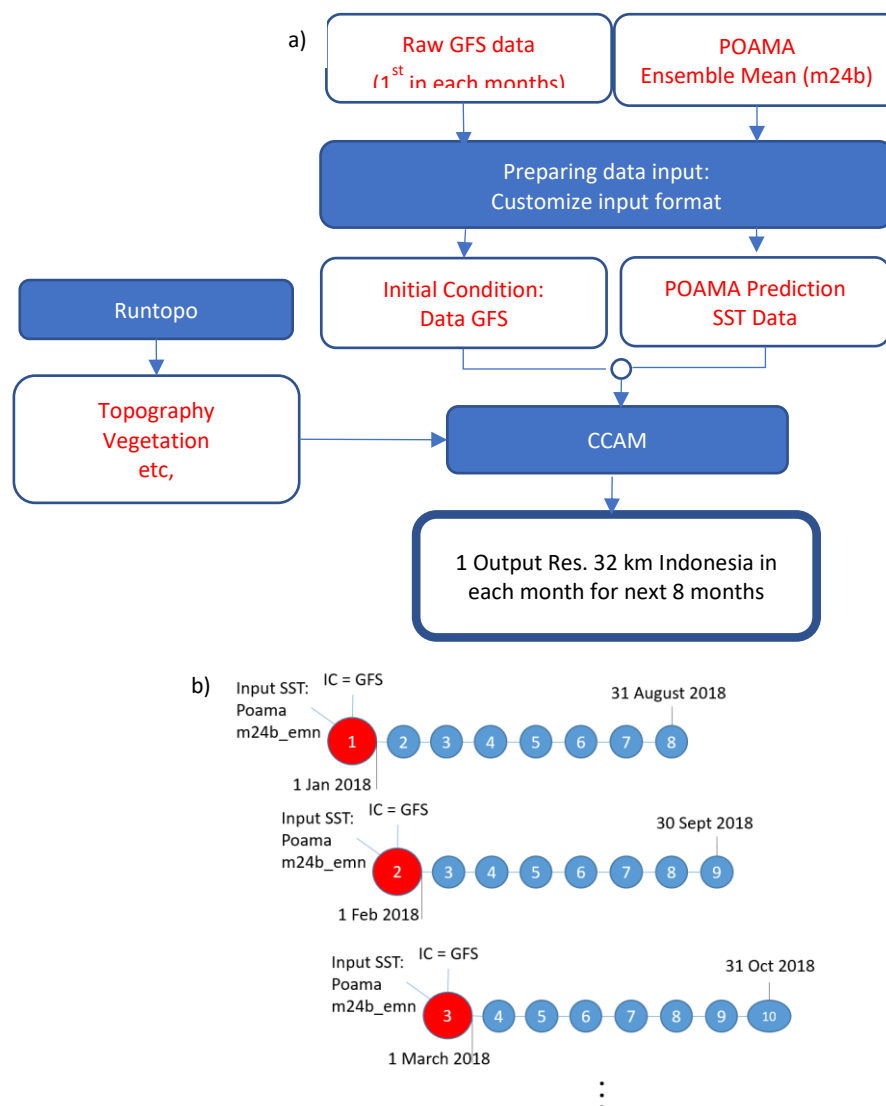 a)
Raw GFS data
(1st in each months)
POAMA
Ensemble Mean (m24b)
Preparing data input:
Customize input format
Initial Condition:
Data GFS
POAMA Prediction
SST Data
Runtopo
Topography
Vegetation
etc,
CCAM
1 Output Res. 32 km Indonesia in
each month for next 8 months
b)
Input SST:
Poama
m24b_emn
IC = GFS
31 August 2018
1 2 3 4 5 6 7 8
1 Jan 2018
Input SST:
Poama
m24b_emn
IC = GFS
30 Sept 2018
2 3 4 5 6 7 8 9
1 Feb 2018
Input SST:
Poama
m24b_emn
IC = GFS
31 Oct 2018
3 4 5 6 7 8 9 10
1 March 2018
⋮